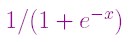 1/(1 + e^{-x})